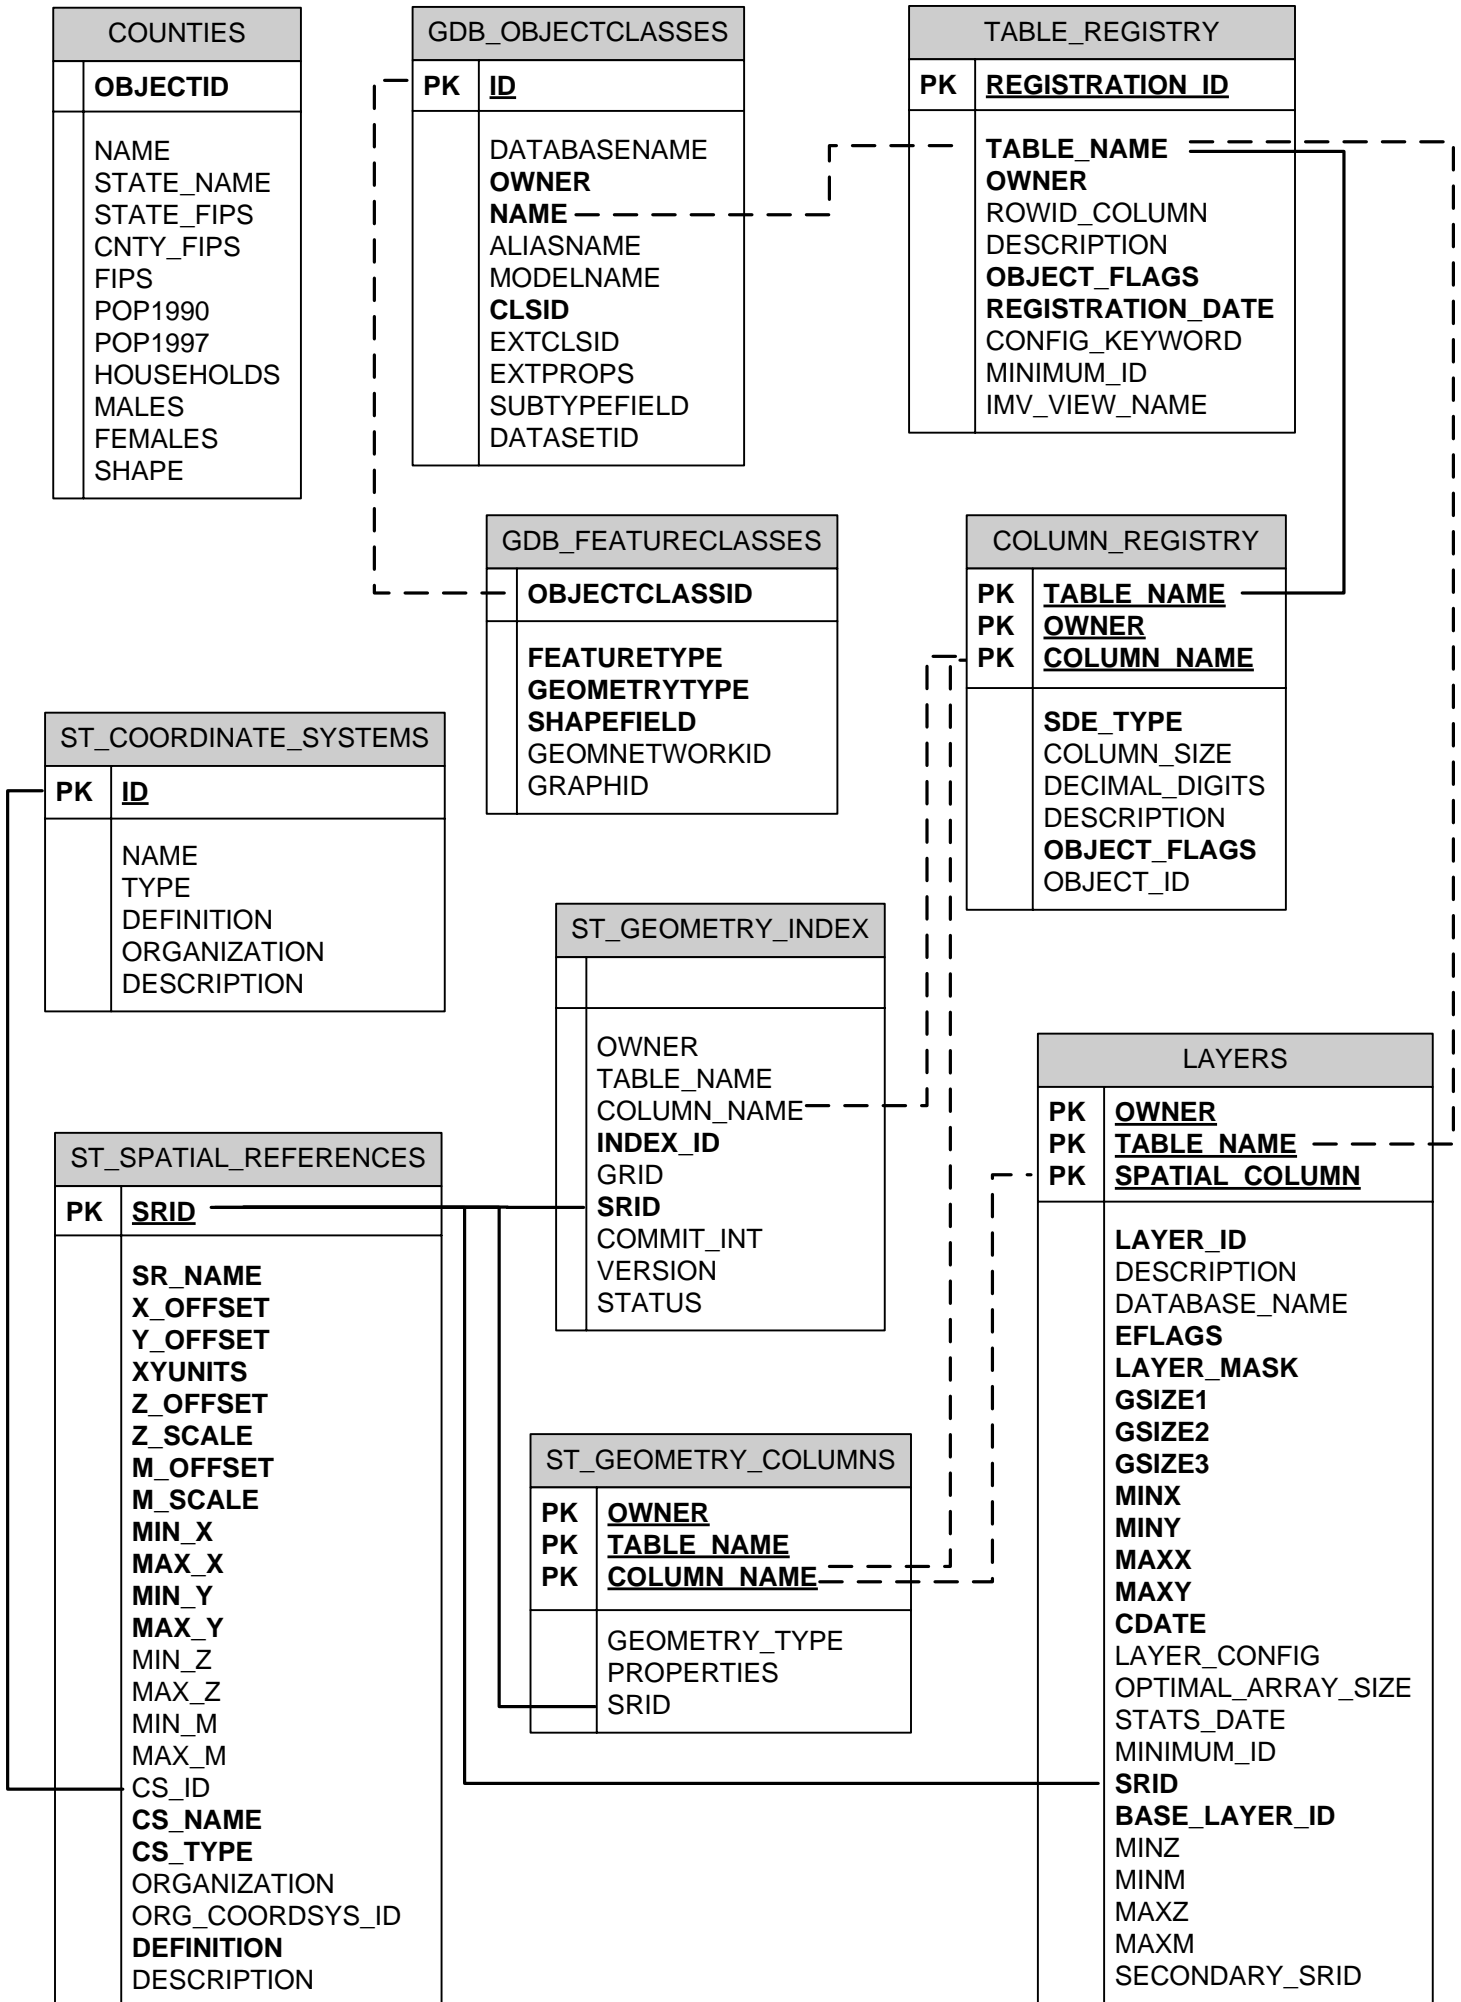 COUNTIES
OBJECTID
NAME
STATE_NAME
STATE_FIPS
CNTY_FIPS
FIPS
POP1990
POP1997
HOUSEHOLDS
MALES
FEMALES
SHAPE
GDB_OBJECTCLASSES
PK ID
DATABASENAME
OWNER
NAME
ALIASNAME
MODELNAME
CLSID
EXTCLSID
EXTPROPS
SUBTYPEFIELD
DATASETID
TABLE_REGISTRY
PK REGISTRATION_ID
TABLE_NAME
OWNER
ROWID_COLUMN
DESCRIPTION
OBJECT_FLAGS
REGISTRATION_DATE
CONFIG_KEYWORD
MINIMUM_ID
IMV_VIEW_NAME
GDB_FEATURECLASSES
OBJECTCLASSID
FEATURETYPE
GEOMETRYTYPE
SHAPEFIELD
GEOMNETWORKID
GRAPHID
COLUMN_REGISTRY
PK TABLE_NAME
PK OWNER
PK COLUMN_NAME
SDE_TYPE
COLUMN_SIZE
DECIMAL_DIGITS
DESCRIPTION
OBJECT_FLAGS
OBJECT_ID
ST_COORDINATE_SYSTEMS
PK ID
NAME
TYPE
DEFINITION
ORGANIZATION
DESCRIPTION
ST_GEOMETRY_INDEX
OWNER
TABLE_NAME
COLUMN_NAME
INDEX_ID
GRID
SRID
COMMIT_INT
VERSION
STATUS
LAYERS
PK OWNER
PK TABLE_NAME
PK SPATIAL_COLUMN
LAYER_ID
DESCRIPTION
DATABASE_NAME
EFLAGS
LAYER_MASK
GSIZE1
GSIZE2
GSIZE3
MINX
MINY
MAXX
MAXY
CDATE
LAYER_CONFIG
OPTIMAL_ARRAY_SIZE
STATS_DATE
MINIMUM_ID
SRID
BASE_LAYER_ID
MINZ
MINM
MAXZ
MAXM
SECONDARY_SRID
ST_SPATIAL_REFERENCES
PK SRID
SR_NAME
X_OFFSET
Y_OFFSET
XYUNITS
Z_OFFSET
Z_SCALE
M_OFFSET
M_SCALE
MIN_X
MAX_X
MIN_Y
MAX_Y
MIN_Z
MAX_Z
MIN_M
MAX_M
CS_ID
CS_NAME
CS_TYPE
ORGANIZATION
ORG_COORDSYS_ID
DEFINITION
DESCRIPTION
ST_GEOMETRY_COLUMNS
PK OWNER
PK TABLE_NAME
PK COLUMN_NAME
GEOMETRY_TYPE
PROPERTIES
SRID